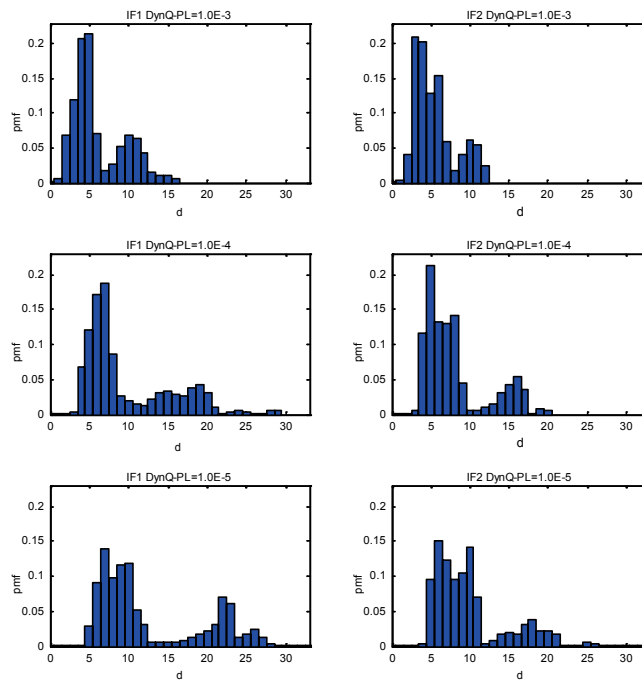 IF1 DynQ-PL=1.0E-3
0.2
0.15
0.1
0.05
0
pmf
0 5 10 15 20 25 30
d
IF2 DynQ-PL=1.0E-3
0.2
0.15
0.1
0.05
0
pmf
0 5 10 15 20 25 30
d
IF1 DynQ-PL=1.0E-4
0.2
0.15
0.1
0.05
0
pmf
0 5 10 15 20 25 30
d
IF2 DynQ-PL=1.0E-4
0.2
0.15
0.1
0.05
0
pmf
0 5 10 15 20 25 30
d
IF1 DynQ-PL=1.0E-5
0.2
0.15
0.1
0.05
0
pmf
0 5 10 15 20 25 30
d
IF2 DynQ-PL=1.0E-5
0.2
0.15
0.1
0.05
0
pmf
0 5 10 15 20 25 30
d